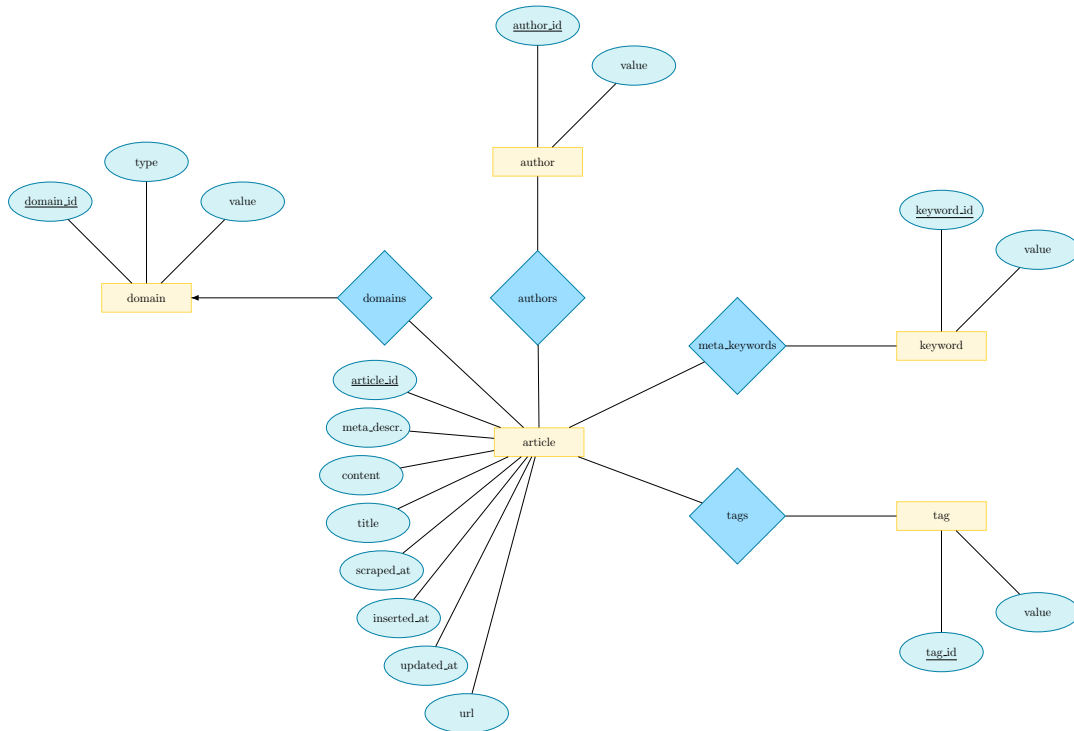 author_id
value
author
type
domain_id
value
domain
domains
authors
keyword_id
value
keyword
meta_keywords
article_id
meta_descr.
article
content
title
scraped_at
inserted_at
updated_at
url
tags
tag
value
tag_id